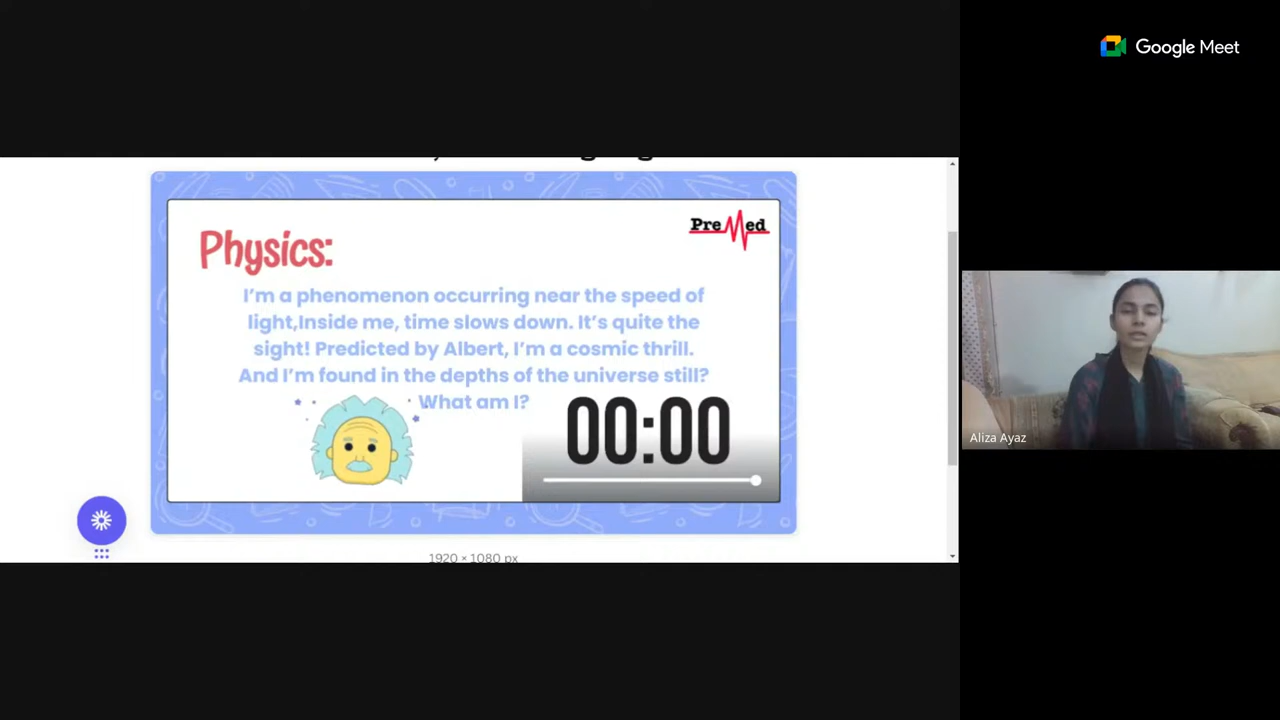 Google Meet
PreMed
Physics:
I'm a phenomenon occurring near the speed of
light,Inside me, time slows down. It's quite the
sight! Predicted by Albert, I'm a cosmic thrill.
And I'm found in the depths of the universe still?
What am I?
00:00
1920 × 1080 px
Aliza Ayaz